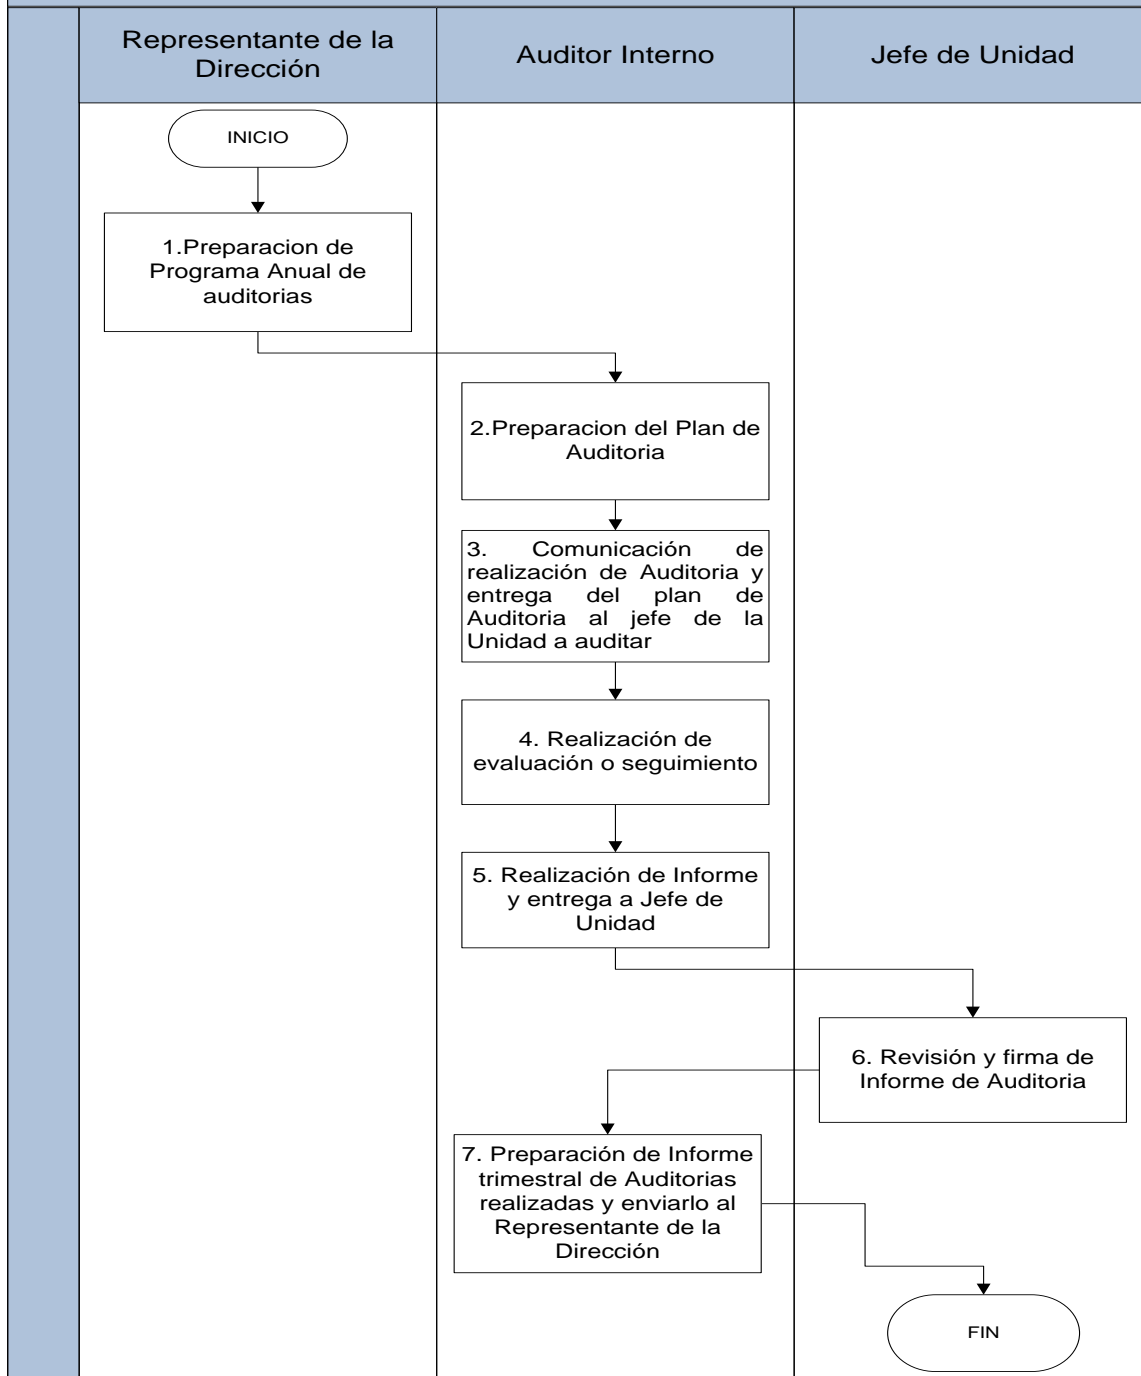 Representante de la
Dirección
Auditor Interno
Jefe de Unidad
INICIO
1.Preparacion de
Programa Anual de
auditorias
2.Preparacion del Plan de
Auditoria
3. Comunicación de
realización de Auditoria y
entrega del plan de
Auditoria al jefe de la
Unidad a auditar
4. Realización de
evaluación o seguimiento
5. Realización de Informe
y entrega a Jefe de
Unidad
6. Revisión y firma de
Informe de Auditoria
7. Preparación de Informe
trimestral de Auditorias
realizadas y enviarlo al
Representante de la
Dirección
FIN